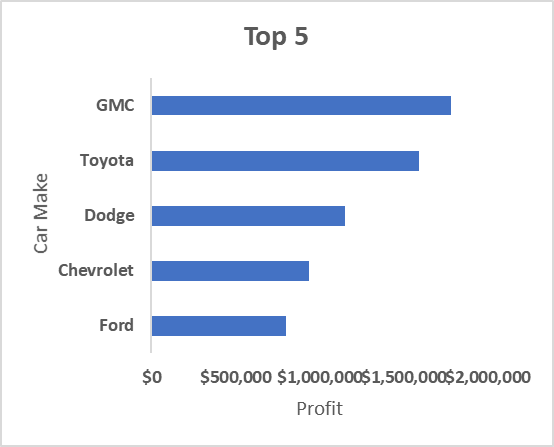 Top 5
GMC
Toyota
Dodge
Chevrolet
Ford
Car Make
$0 $500,000 $1,000,000 $1,500,000 $2,000,000
Profit